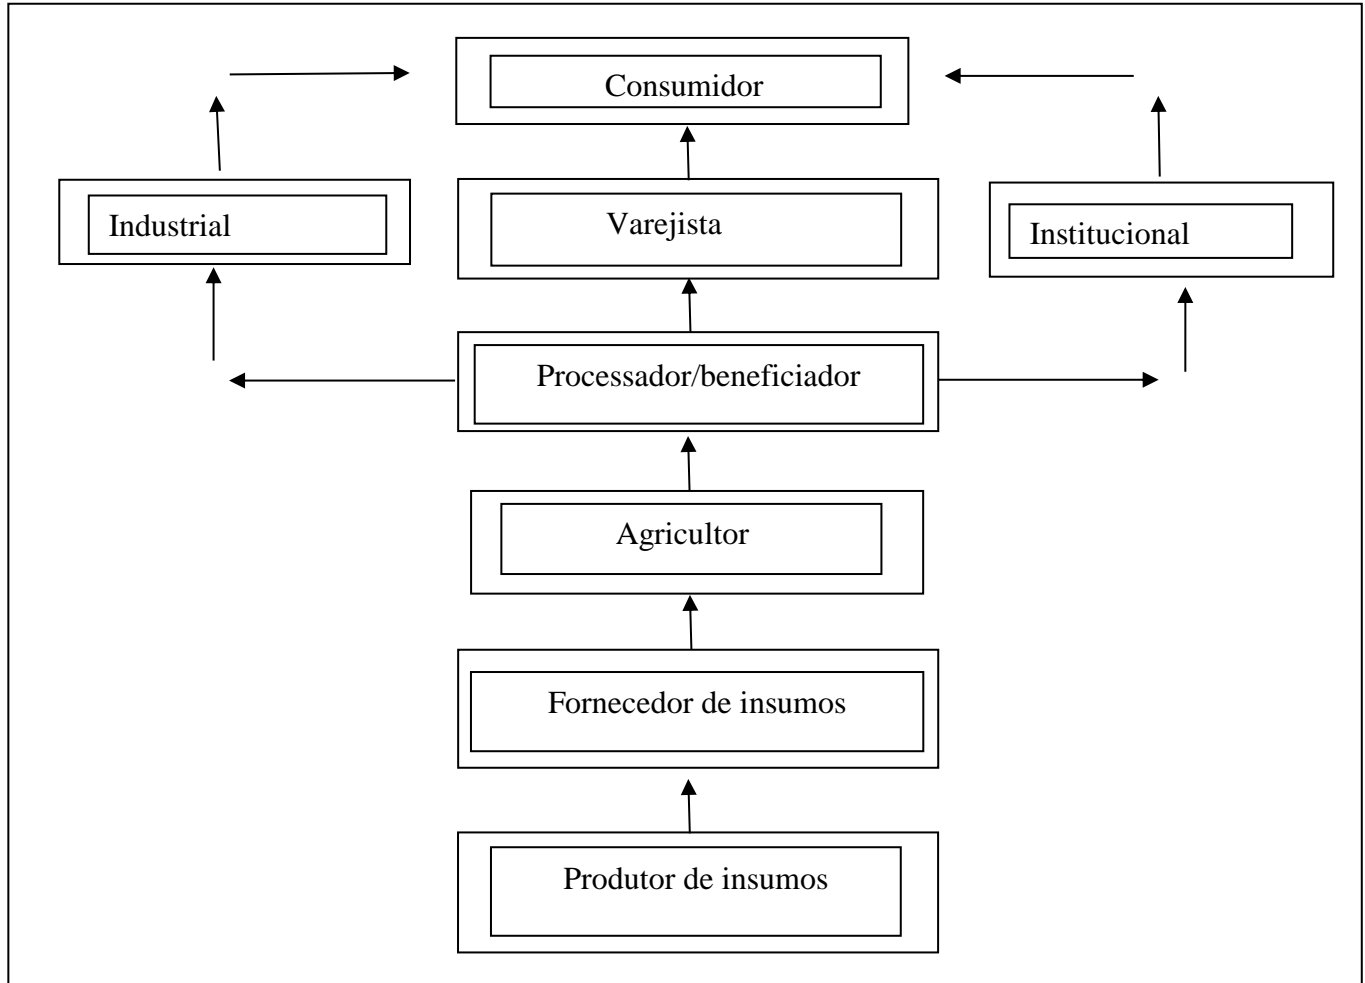 Consumidor
Industrial
Varejista
Institucional
Processador/beneficiador
Agricultor
Fornecedor de insumos
Produtor de insumos